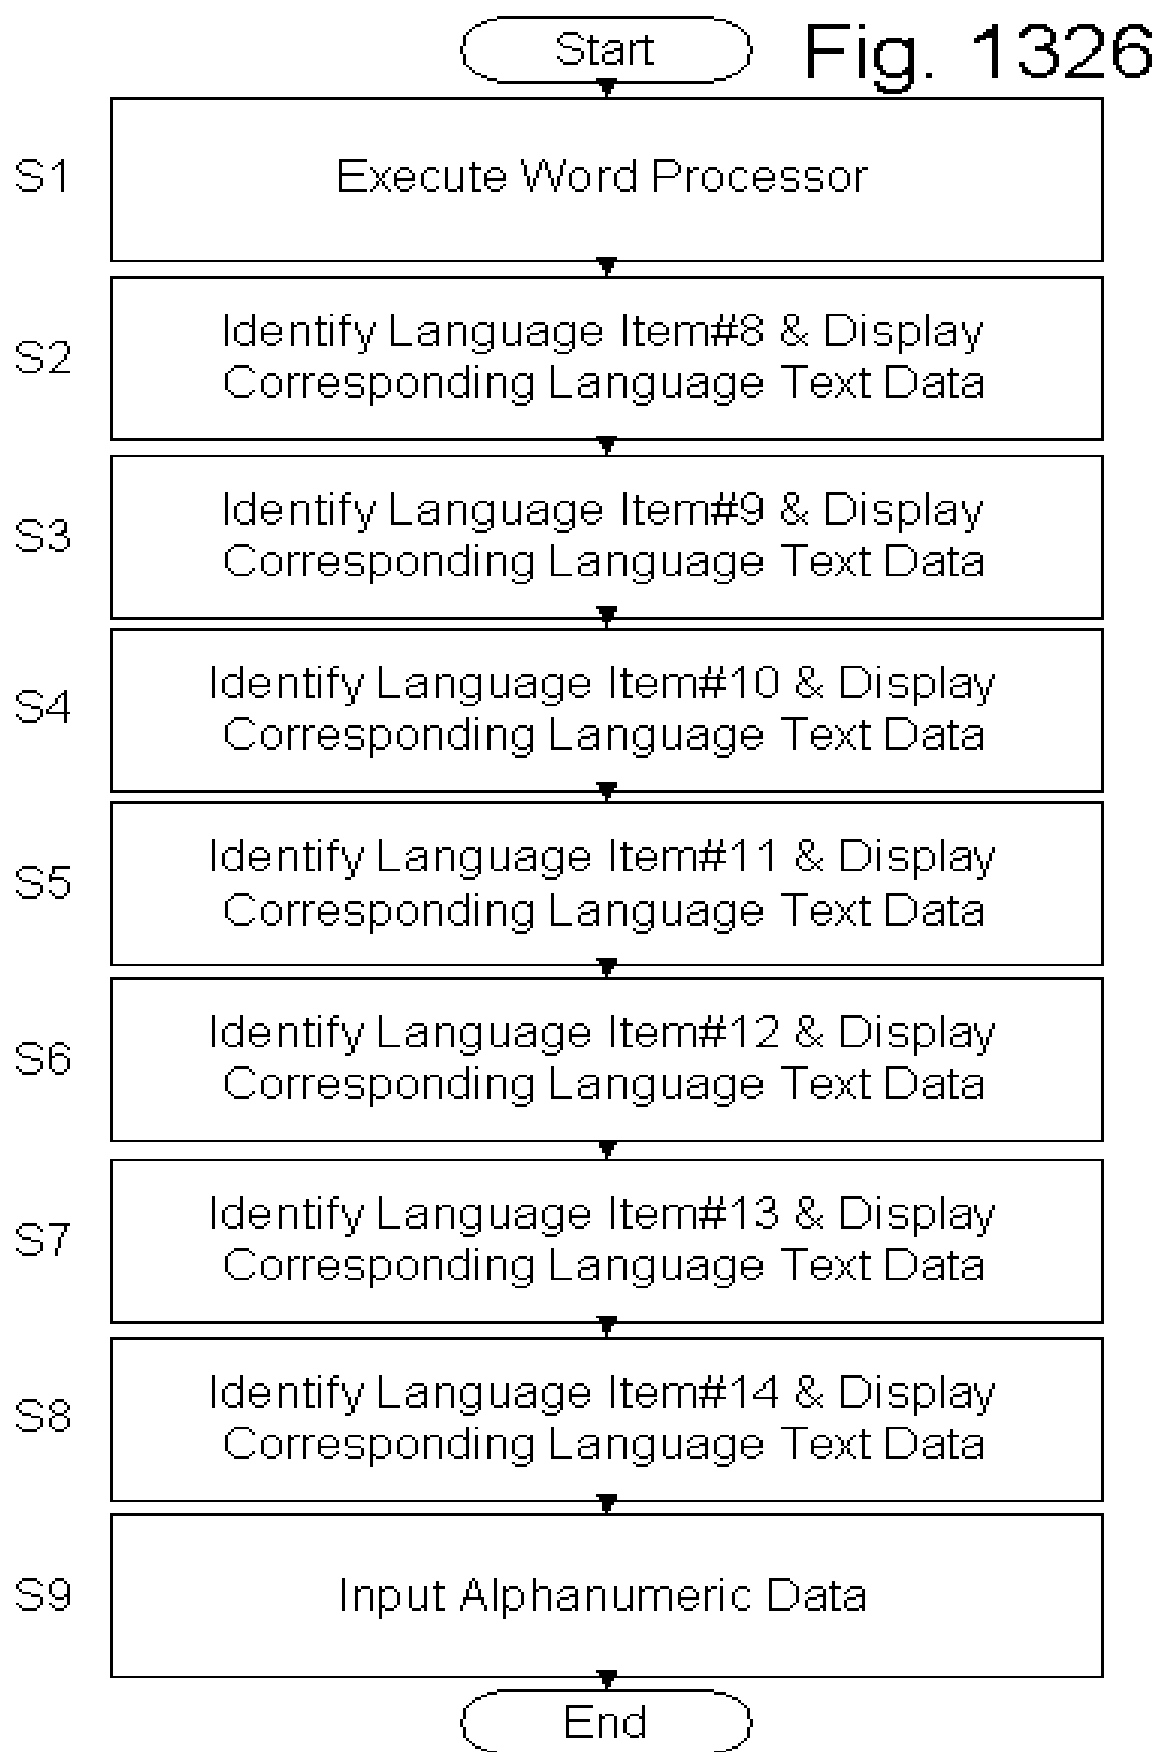 Start
Fig. 1326
S1
Execute Word Processor
S2
Identify Language Item#8 & Display
Corresponding Language Text Data
S3
Identify Language Item#9 & Display
Corresponding Language Text Data
S4
Identify Language Item#10 & Display
Corresponding Language Text Data
S5
Identify Language Item#11 & Display
Corresponding Language Text Data
S6
Identify Language Item#12 & Display
Corresponding Language Text Data
S7
Identify Language Item#13 & Display
Corresponding Language Text Data
S8
Identify Language Item#14 & Display
Corresponding Language Text Data
S9
Input Alphanumeric Data
End